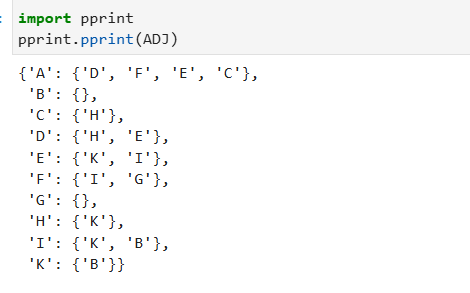 import pprint
pprint.pprint(ADJ)
{'A': {'D', 'F', 'E', 'C'},
 'B': {},
 'C': {'H'},
 'D': {'H', 'E'},
 'E': {'K', 'I'},
 'F': {'I', 'G'},
 'G': {},
 'H': {'K'},
 'I': {'K', 'B'},
 'K': {'B'}}